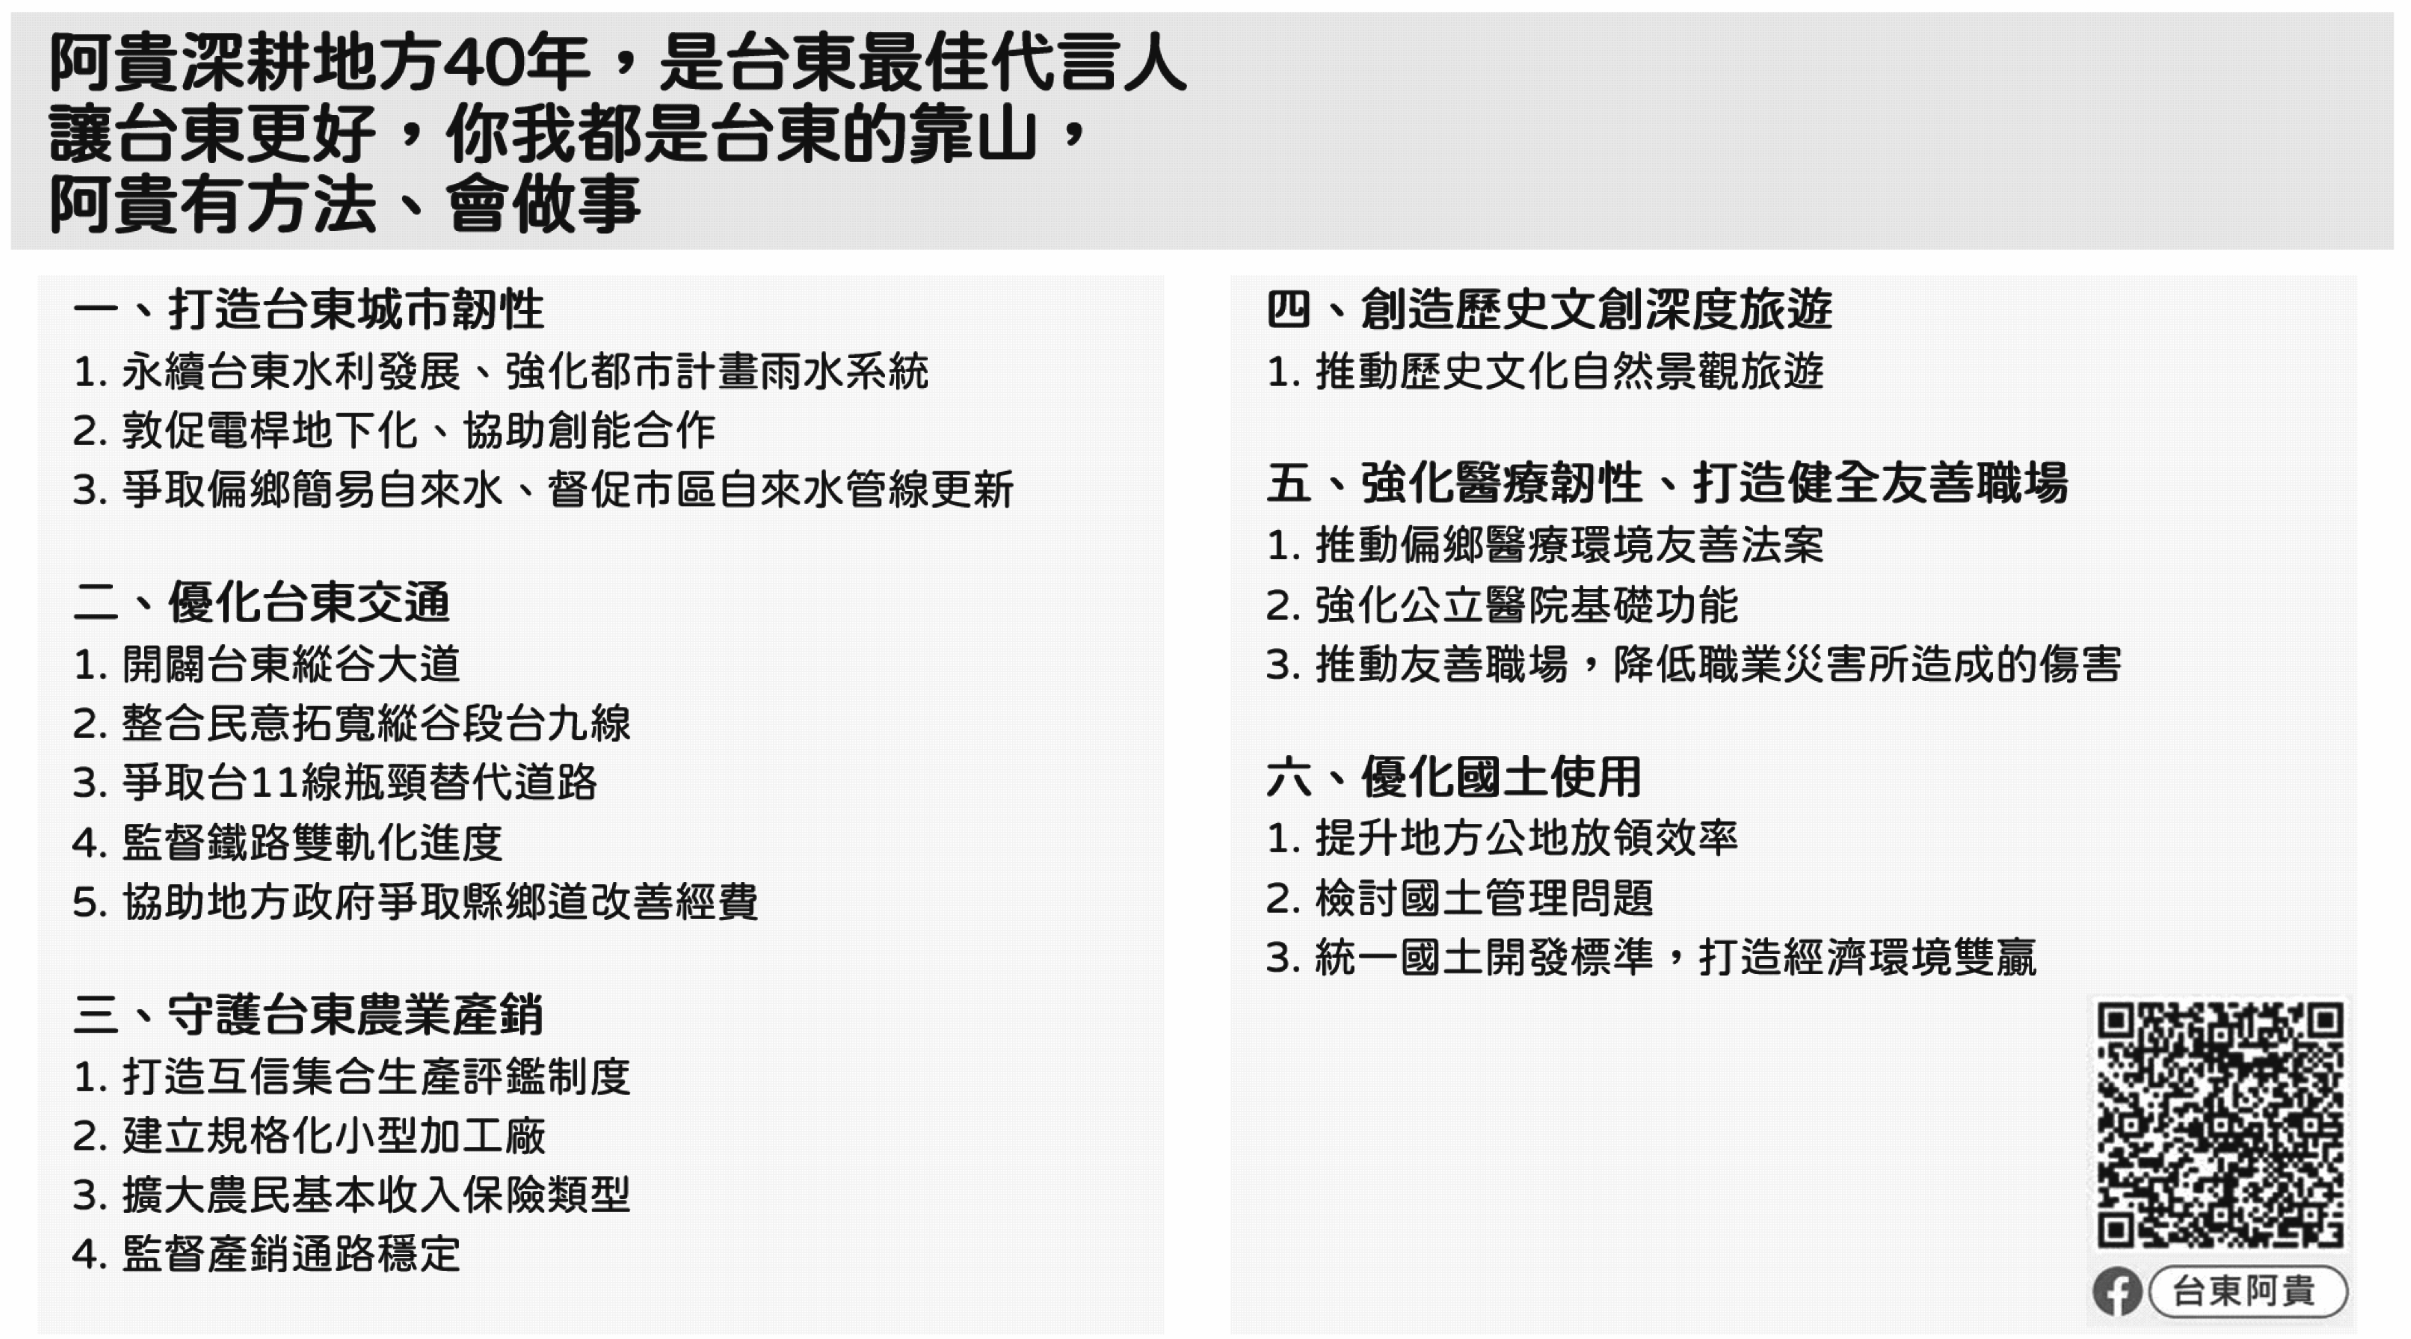 阿貴深耕地方40年，是台東最佳代言人
讓台東更好，你我都是台東的靠山，
阿貴有方法、會做事
一、打造台東城市韌性
1. 永續台東水利發展、強化都市計畫雨水系統
2. 敦促電桿地下化、協助創能合作
3. 爭取偏鄉簡易自來水、督促市區自來水管線更新
二、優化台東交通
1. 開闢台東縱谷大道
2. 整合民意拓寬縱谷段台九線
3. 爭取台11線瓶頸替代道路
4. 監督鐵路雙軌化進度
5. 協助地方政府爭取縣鄉道改善經費
三、守護台東農業產銷
1. 打造互信集合生產評鑑制度
2. 建立規格化小型加工廠
3. 擴大農民基本收入保險類型
4. 監督產銷通路穩定
四、創造歷史文創深度旅遊
1. 推動歷史文化自然景觀旅遊
五、強化醫療韌性、打造健全友善職場
1. 推動偏鄉醫療環境友善法案
2. 強化公立醫院基礎功能
3. 推動友善職場，降低職業災害所造成的傷害
六、優化國土使用
1. 提升地方公地放領效率
2. 檢討國土管理問題
3. 統一國土開發標準，打造經濟環境雙贏
台東阿貴